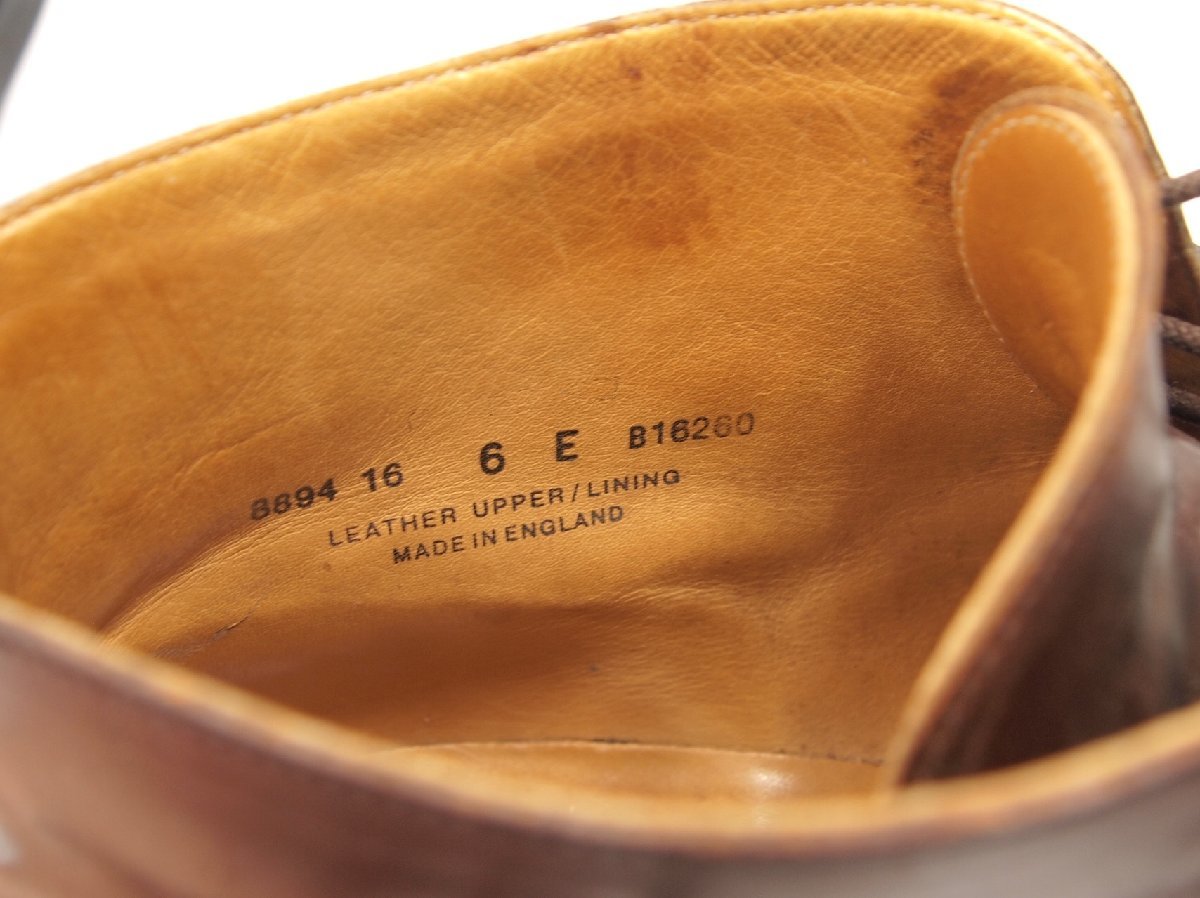 8894 16 6 E B16260
LEATHER UPPER/LINING
MADE IN ENGLAND